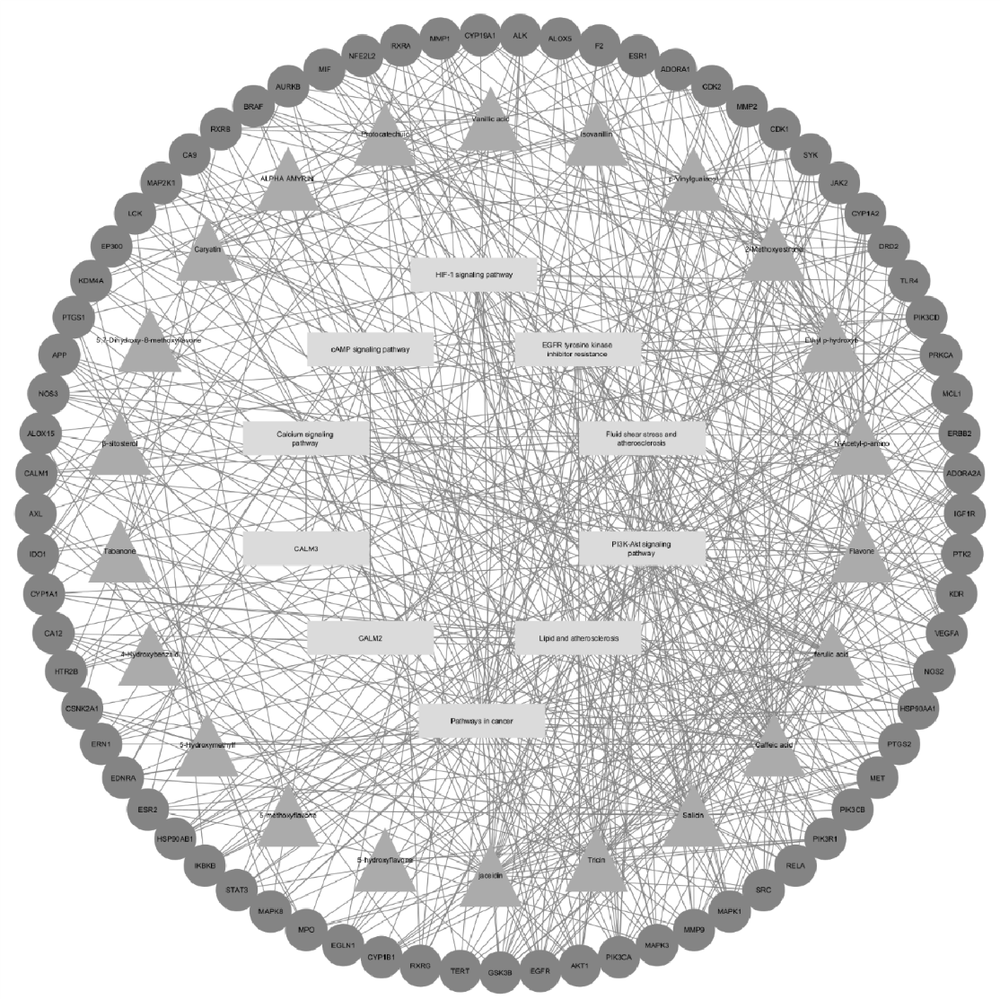 CYP19A1
ALK
ALOX5
F2
ESR1
ADORA1
CDK2
MMP2
CDK1
SYK
JAK2
CYP1A2
DRD2
TLR4
PIK3CD
PRKCA
MCL1
ERBB2
ADORA2A
IGF1R
PTK2
KDR
VEGFA
NOS2
HSP90AA1
PTGS2
MET
PIK3CB
PIK3R1
RELA
SRC
MAPK1
MMP9
MAPK3
PIK3CA
AKT1
EGFR
GSK3B
TERT
RXRG
CYP1B1
EGLN1
MPO
MAPK8
STAT3
IKBKB
HSP90AB1
ESR2
EDNRA
ERN1
CSNK2A1
HTR2B
CA12
CYP1A1
IDO1
AXL
CALM1
ALOX15
NOS3
APP
PTGS1
KDM4A
EP300
LCK
MAP2K1
CA9
RXRB
BRAF
AURKB
MIF
NFE2L2
RXRA
MMP1
Vanillic acid
isovanillin
p-Vinylguaiacol
2-Methoxyestrone
Ethyl p-hydroxyb
N-Acetyl-p-amino
Flavone
ferulic acid
Caffeic acid
Salicin
Tricin
jaceidin
5-hydroxyflavone
5-methoxyflavone
5-Hydroxymethylf
4-Hydroxybenzoic
Tabanone
β-sitosterol
5,7-Dihydroxy-8-methoxyflavone
Caryatin
ALPHA AMYRIN
Protocatechuic
HIF-1 signaling pathway
cAMP signaling pathway
EGFR tyrosine kinase
inhibitor resistance
Calcium signaling
pathway
Fluid shear stress and
atherosclerosis
CALM3
PI3K-Akt signaling
pathway
CALM2
Lipid and atherosclerosis
Pathways in cancer